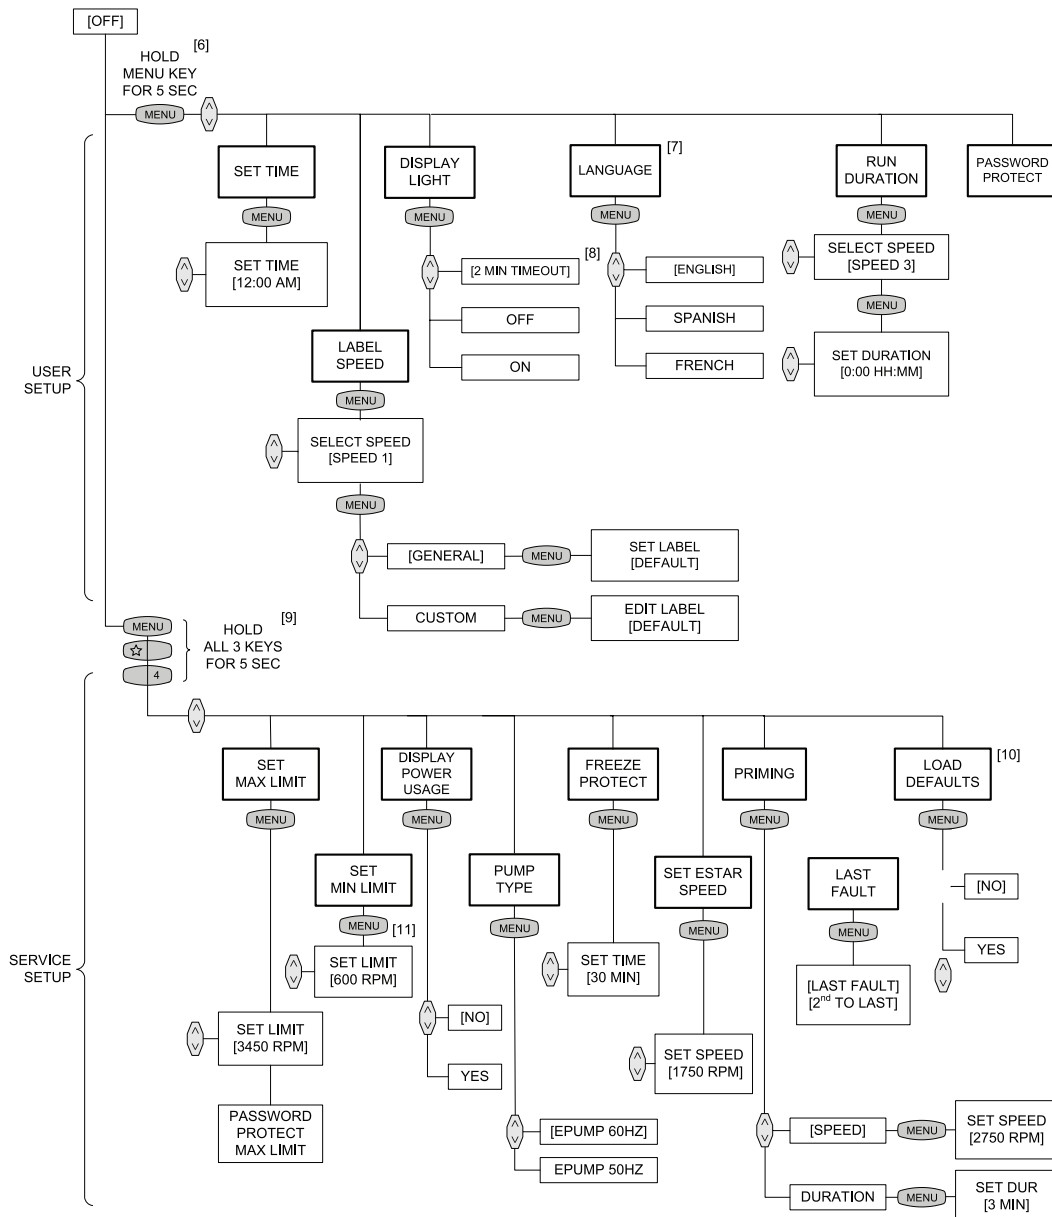 [OFF]
[6]
HOLD
MENU KEY
FOR 5 SEC
MENU
SET TIME
DISPLAY
LIGHT
LANGUAGE
[7]
RUN
DURATION
PASSWORD
PROTECT
MENU
MENU
MENU
MENU
SET TIME
[12:00 AM]
[2 MIN TIMEOUT]
[8]
OFF
ON
[ENGLISH]
SPANISH
FRENCH
SELECT SPEED
[SPEED 3]
MENU
SET DURATION
[0:00 HH:MM]
USER
SETUP
LABEL
SPEED
MENU
SELECT SPEED
[SPEED 1]
MENU
[GENERAL]
MENU
SET LABEL
[DEFAULT]
CUSTOM
MENU
EDIT LABEL
[DEFAULT]
MENU
4
[9]
HOLD
ALL 3 KEYS
FOR 5 SEC
SERVICE
SETUP
SET
MAX LIMIT
DISPLAY
POWER
USAGE
FREEZE
PROTECT
PRIMING
LOAD
DEFAULTS
[10]
MENU
MENU
MENU
MENU
MENU
SET
MIN LIMIT
MENU
[11]
SET LIMIT
[600 RPM]
PUMP
TYPE
MENU
SET ESTAR
SPEED
MENU
LAST
FAULT
MENU
[NO]
YES
SET TIME
[30 MIN]
[LAST FAULT]
[2nd TO LAST]
SET LIMIT
[3450 RPM]
[NO]
YES
SET SPEED
[1750 RPM]
PASSWORD
PROTECT
MAX LIMIT
[EPUMP 60HZ]
EPUMP 50HZ
[SPEED]
MENU
SET SPEED
[2750 RPM]
DURATION
MENU
SET DUR
[3 MIN]